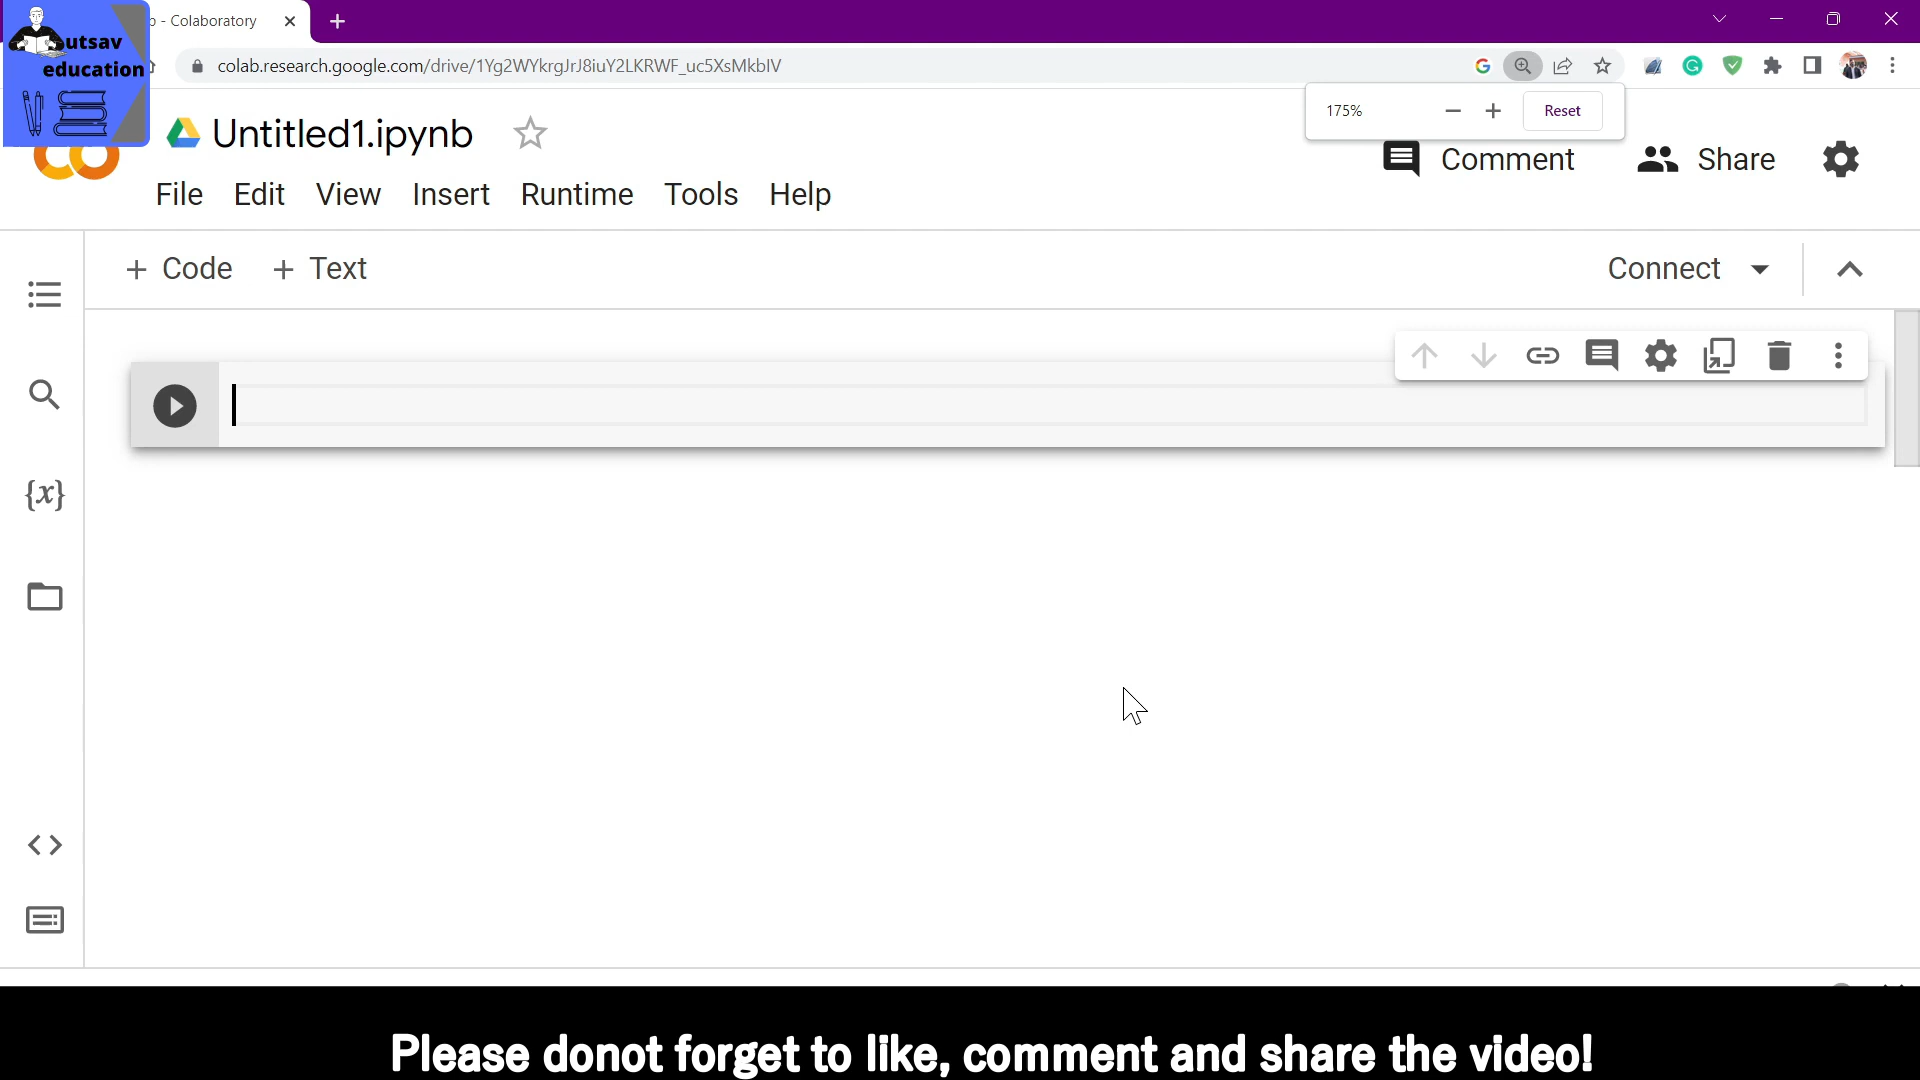 utsav
education
b - Colaboratory
colab.research.google.com/drive/1Yg2WYkrgJrJ8iuY2LKRWF_uc5XsMkbIV
175%
Reset
Untitled1.ipynb
Comment
Share
File Edit View Insert Runtime Tools Help
+ Code + Text
Connect
{x}
Please donot forget to like, comment and share the video!